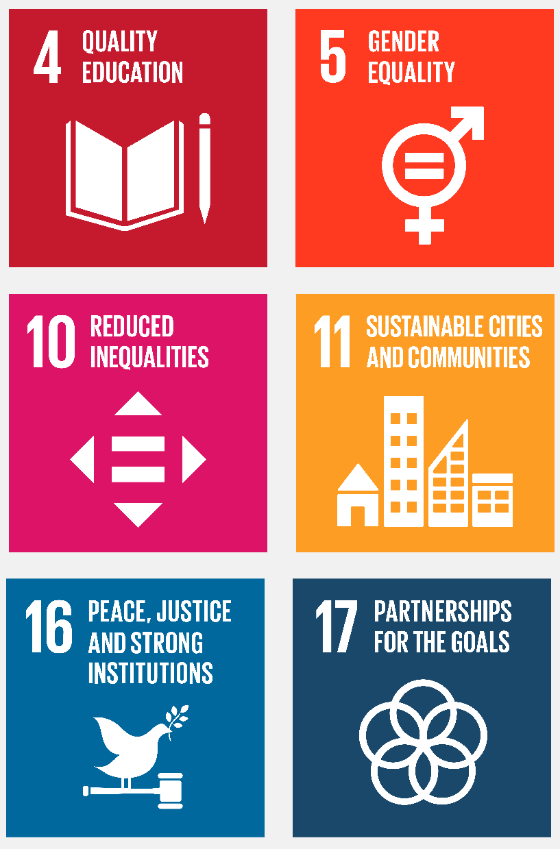 4 QUALITY
EDUCATION
5 GENDER
EQUALITY
10 REDUCED
INEQUALITIES
11 SUSTAINABLE CITIES
AND COMMUNITIES
16 PEACE, JUSTICE
AND STRONG
INSTITUTIONS
17 PARTNERSHIPS
FOR THE GOALS